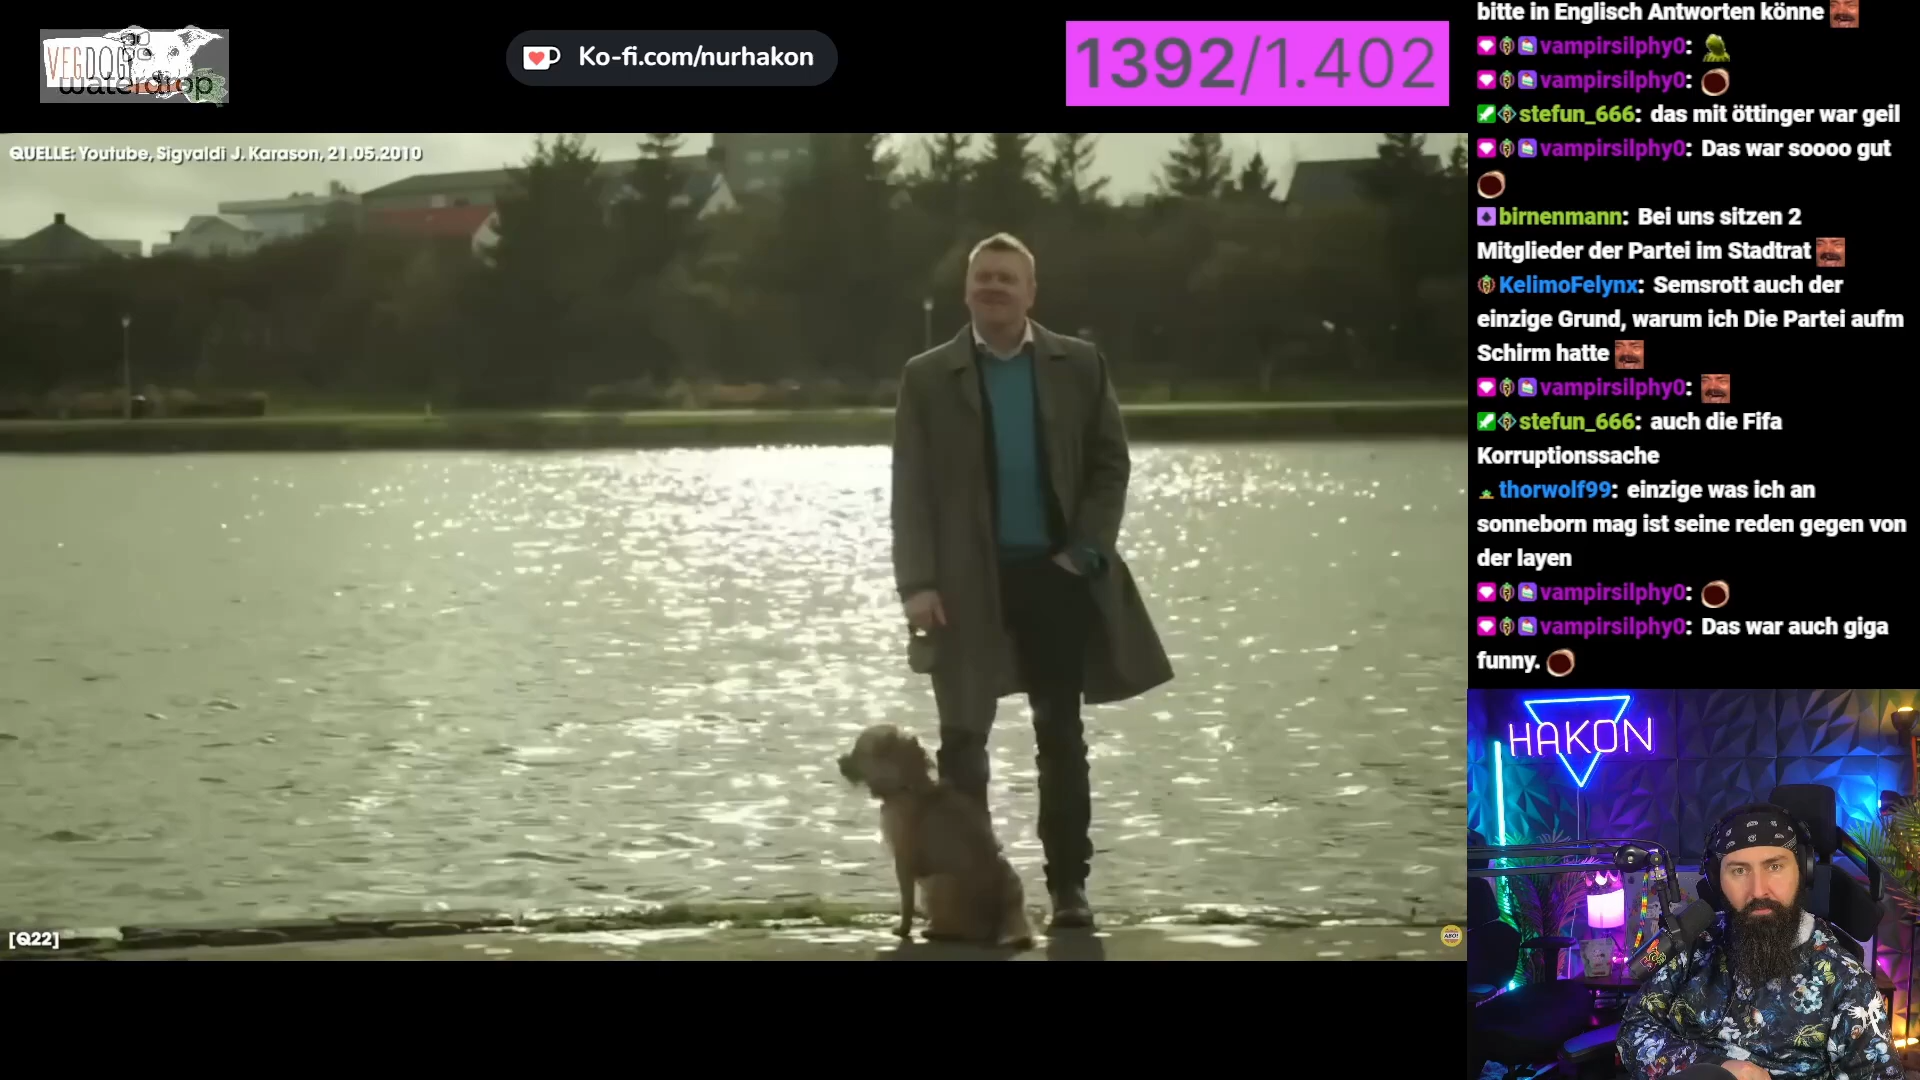 VEGDOG
waterdrop
Ko-fi.com/nurhakon
1392/1.402
QUELLE: Youtube, Sigvaldi J. Karason, 21.05.2010
[Q22]
ABO!
bitte in Englisch Antworten könne
vampirsilphy0:
vampirsilphy0:
stefun_666: das mit öttinger war geil
vampirsilphy0: Das war soooo gut
birnenmann: Bei uns sitzen 2
Mitglieder der Partei im Stadtrat
KelimoFelynx: Semsrott auch der
einzige Grund, warum ich Die Partei aufm
Schirm hatte
vampirsilphy0:
stefun_666: auch die Fifa
Korruptionssache
thorwolf99: einzige was ich an
sonneborn mag ist seine reden gegen von
der layen
vampirsilphy0:
vampirsilphy0: Das war auch giga
funny.
HAKON